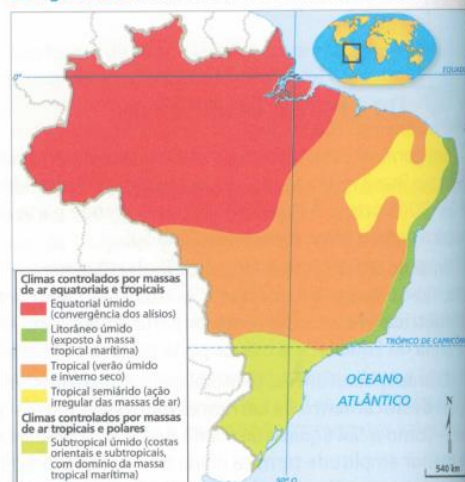 EQUADOR
0°
Climas controlados por massas
de ar equatoriais e tropicais
Equatorial úmido
(convergência dos alísios)
Litorâneo úmido
(exposto à massa
tropical marítima)
Tropical (verão úmido
e inverno seco)
Tropical semiárido (ação
irregular das massas de ar)
Climas controlados por massas
de ar tropicais e polares
Subtropical úmido (costas
orientais e subtropicais,
com domínio da massa
tropical marítima)
TRÓPICO DE CAPRICÓRN
OCEANO
ATLÂNTICO
N
540 km